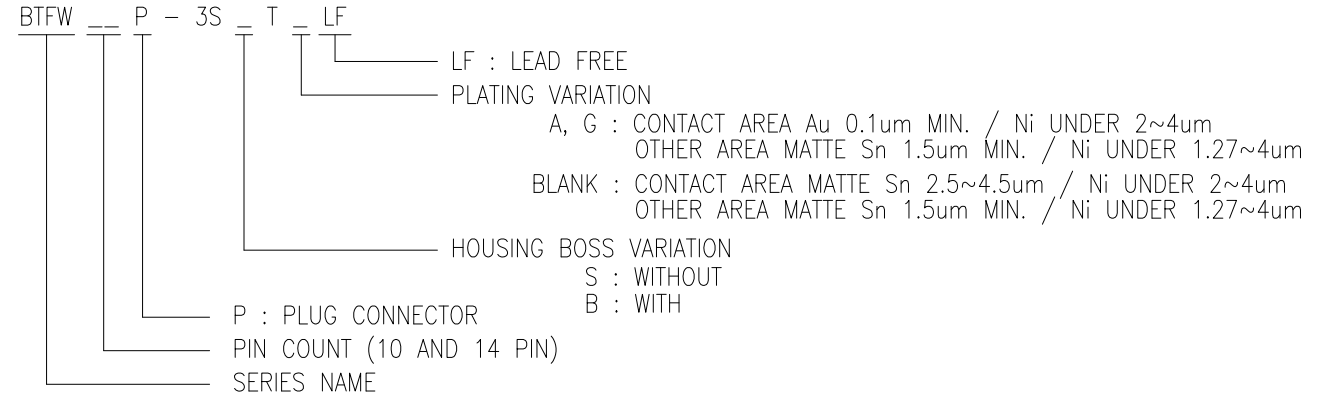 BTFW __ P - 3S _ T _ LF
LF : LEAD FREE
PLATING VARIATION
A, G : CONTACT AREA Au 0.1um MIN. / Ni UNDER 2~4um
OTHER AREA MATTE Sn 1.5um MIN. / Ni UNDER 1.27~4um
BLANK : CONTACT AREA MATTE Sn 2.5~4.5um / Ni UNDER 2~4um
OTHER AREA MATTE Sn 1.5um MIN. / Ni UNDER 1.27~4um
HOUSING BOSS VARIATION
S : WITHOUT
B : WITH
P : PLUG CONNECTOR
PIN COUNT (10 AND 14 PIN)
SERIES NAME